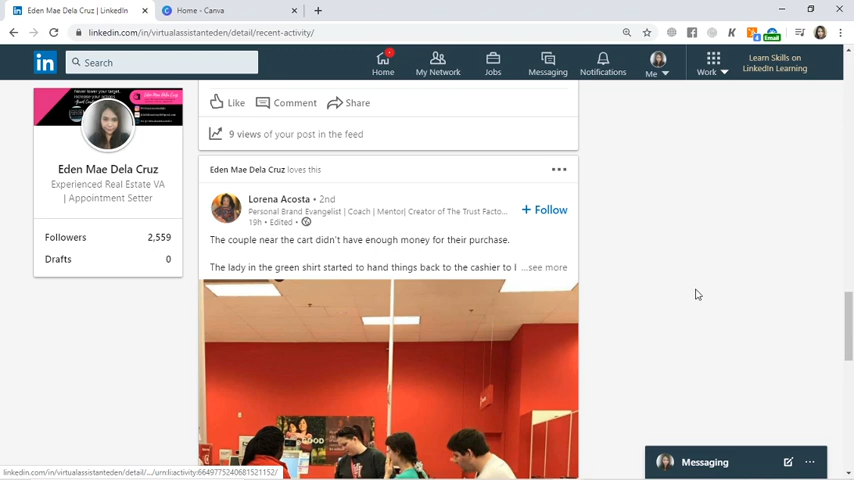 Eden Mae Dela Cruz | LinkedIn
Home - Canva
linkedin.com/in/virtualassistanteden/detail/recent-activity/
Email
in
Search
Home
My Network
Jobs
Messaging
Notifications
Me
Work
Learn Skills on
LinkedIn Learning
Like
Comment
Share
9 views of your post in the feed
Eden Mae Dela Cruz
Experienced Real Estate VA
| Appointment Setter
Followers 2,559
Drafts 0
Eden Mae Dela Cruz loves this
Lorena Acosta • 2nd
Personal Brand Evangelist | Coach | Mentor| Creator of The Trust Facto...
19h • Edited •
+ Follow
The couple near the cart didn't have enough money for their purchase.
The lady in the green shirt started to hand things back to the cashier to l ...see more
linkedin.com/in/virtualassistanteden/detail/.../urn:li:activity:6649775240681521152/
Messaging